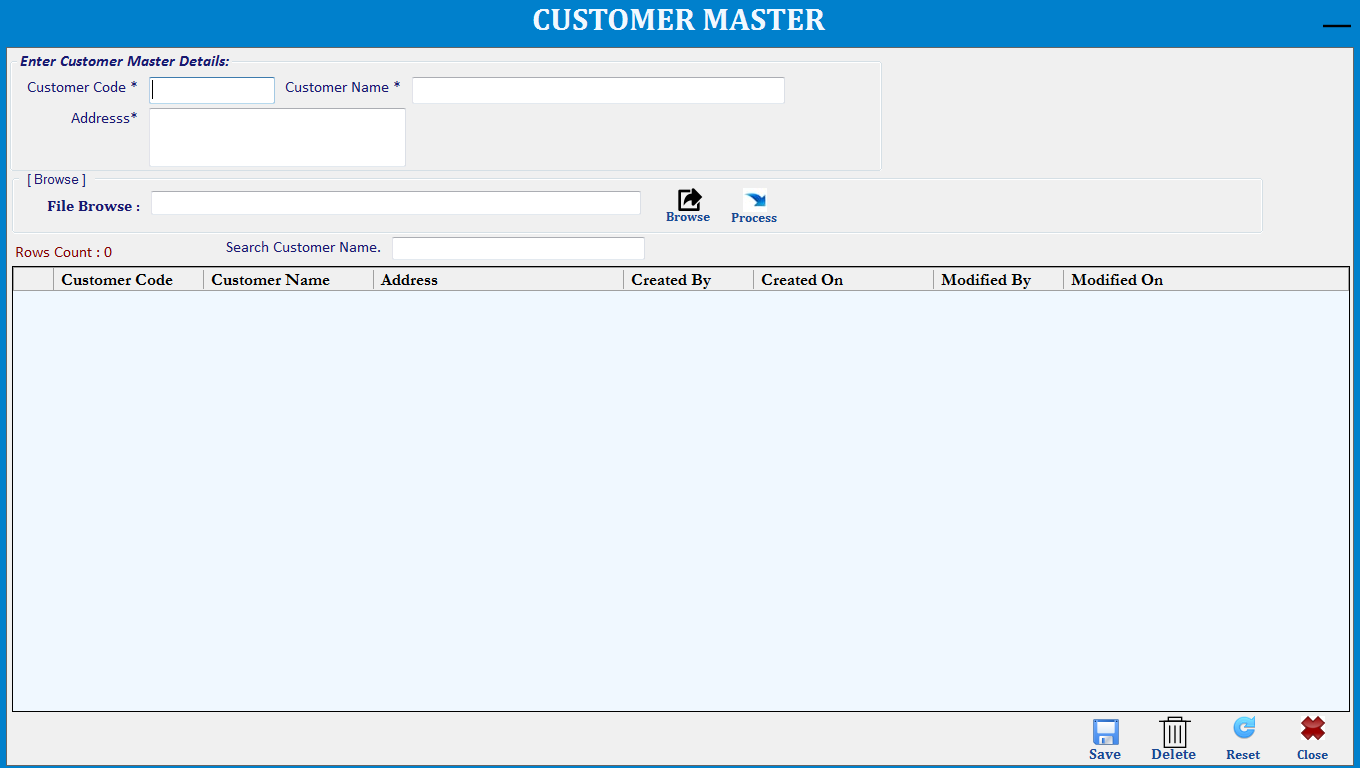 CUSTOMER MASTER
Enter Customer Master Details:
Customer Code * Customer Name *
Addresss*
[ Browse ]
File Browse : Browse Process
Rows Count : 0 Search Customer Name.
Customer Code Customer Name Address Created By Created On Modified By Modified On
Save Delete Reset Close